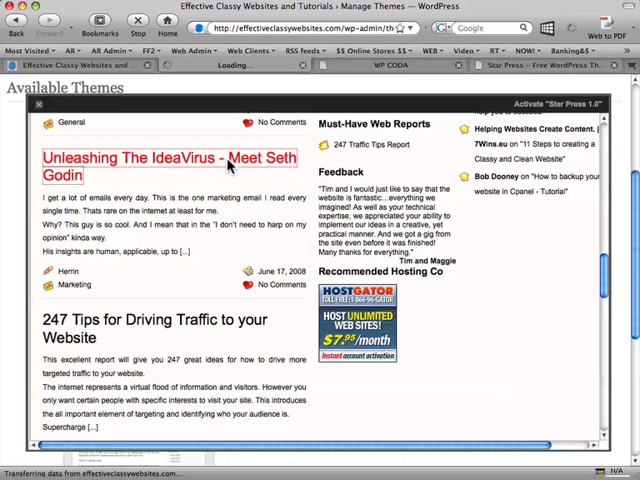 Effective Classy Websites and Tutorials › Manage Themes — WordPress
Back
Forward
Bookmarks
Stop
Home
http://effectiveclassywebsites.com/wp-admin/th
Google
Web to PDF
Most Visited
AR
AR Admin
FF2
Web Admin
Web Clients
RSS feeds
$$ Online Stores $$
WEB
Video
RT
NOW!
Banking&$
Effective Classy Websites and
Loading...
WP CODA
Star Press – Free WordPress Th...
Available Themes
Activate "Star Press 1.0"
General
No Comments
Unleashing The IdeaVirus - Meet Seth
Godin
I get a lot of emails every day. This is the one marketing email I read every
single time. Thats rare on the internet at least for me.
Why? This guy is so cool. And I mean that in the "I don't need to harp on my
opinion" kinda way.
His insights are human, applicable, up to [...]
Herrin
June 17, 2008
Marketing
No Comments
247 Tips for Driving Traffic to your
Website
This excellent report will give you 247 great ideas for how to drive more
targeted traffic to your website.
The internet represents a virtual flood of information and visitors. However you
only want certain people with specific interests to visit your site. This introduces
the all important element of targeting and identifying who your audience is.
Supercharge [...]
Must-Have Web Reports
247 Traffic Tips Report
Feedback
"Tim and I would just like to say that the
website is fantastic...everything we
imagined! As well as your technical
expertise, we appreciated your ability to
implement our ideas in a creative, yet
practical manner. And we got a gig from
the site even before it was finished!
Many thanks for everything."
Tim and Maggie
Recommended Hosting Co
HOSTGATOR
TOLL-FREE: 1-866-96-GATOR
HOST UNLIMITED
WEB SITES!
$7.95/month
Instant account activation
Helping Websites Create Content. |
7Wins.eu on "11 Steps to creating a
Classy and Clean Website"
Bob Dooney on "How to backup your
website in Cpanel - Tutorial"
Transferring data from effectiveclassywebsites.com...
N/A